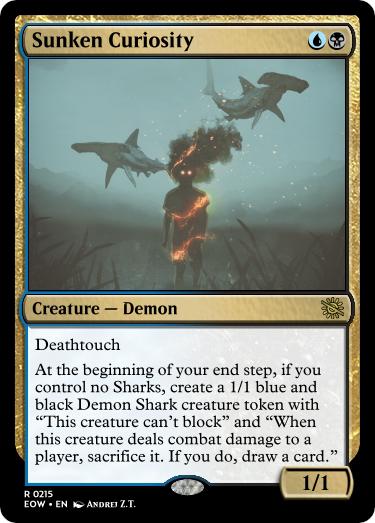 Sunken Curiosity
Creature — Demon
Deathtouch
At the beginning of your end step, if you
control no Sharks, create a 1/1 blue and
black Demon Shark creature token with
“This creature can’t block” and “When
this creature deals combat damage to a
player, sacrifice it. If you do, draw a card.”
1/1
R 0215
EOW • EN Andrei Z.T.